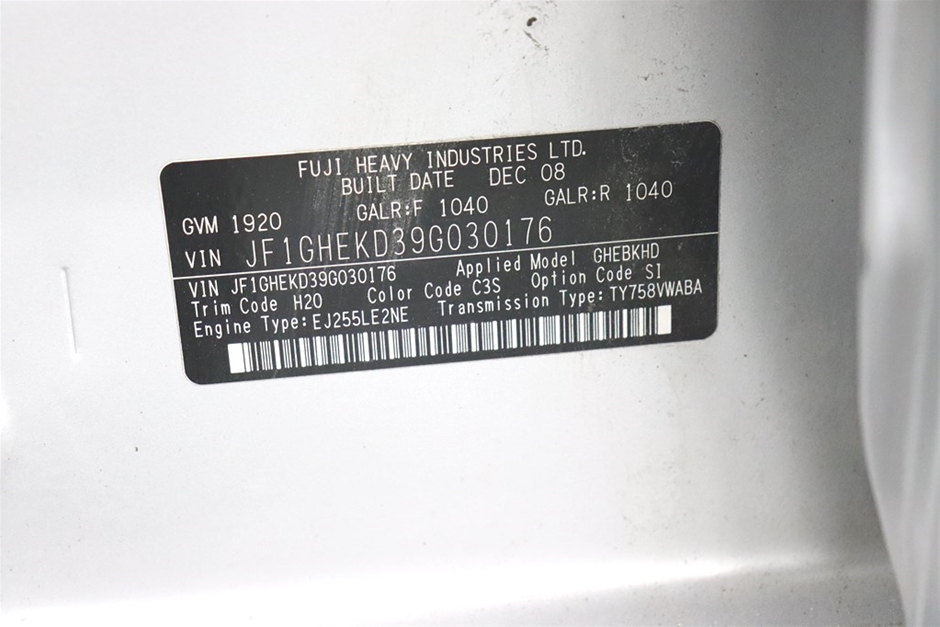 FUJI HEAVY INDUSTRIES LTD.
BUILT DATE DEC 08
GVM 1920 GALR:F 1040 GALR:R 1040
VIN JF1GHEKD39G030176
VIN JF1GHEKD39G030176 Applied Model GHEBKHD
Trim Code H20 Color Code C3S Option Code S1
Engine Type:EJ255LE2NE Transmission Type:TY758VWABA